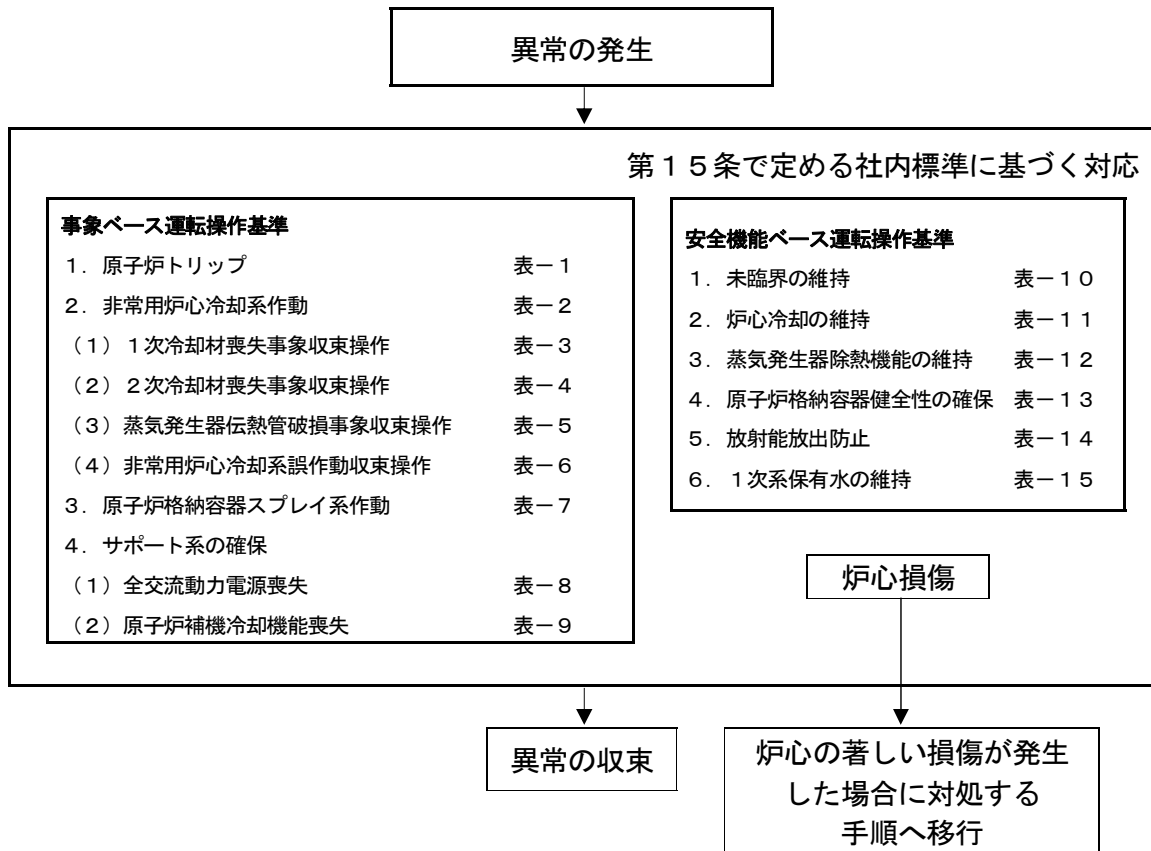 異常の発生
第１５条で定める社内標準に基づく対応
事象ベース運転操作基準
１．原子炉トリップ 表－１
２．非常用炉心冷却系作動 表－２
（１）１次冷却材喪失事象収束操作 表－３
（２）２次冷却材喪失事象収束操作 表－４
（３）蒸気発生器伝熱管破損事象収束操作 表－５
（４）非常用炉心冷却系誤作動収束操作 表－６
３．原子炉格納容器スプレイ系作動 表－７
４．サポート系の確保
（１）全交流動力電源喪失 表－８
（２）原子炉補機冷却機能喪失 表－９
安全機能ベース運転操作基準
１．未臨界の維持 表－１０
２．炉心冷却の維持 表－１１
３．蒸気発生器除熱機能の維持 表－１２
４．原子炉格納容器健全性の確保 表－１３
５．放射能放出防止 表－１４
６．１次系保有水の維持 表－１５
炉心損傷
異常の収束
炉心の著しい損傷が発生
した場合に対処する
手順へ移行